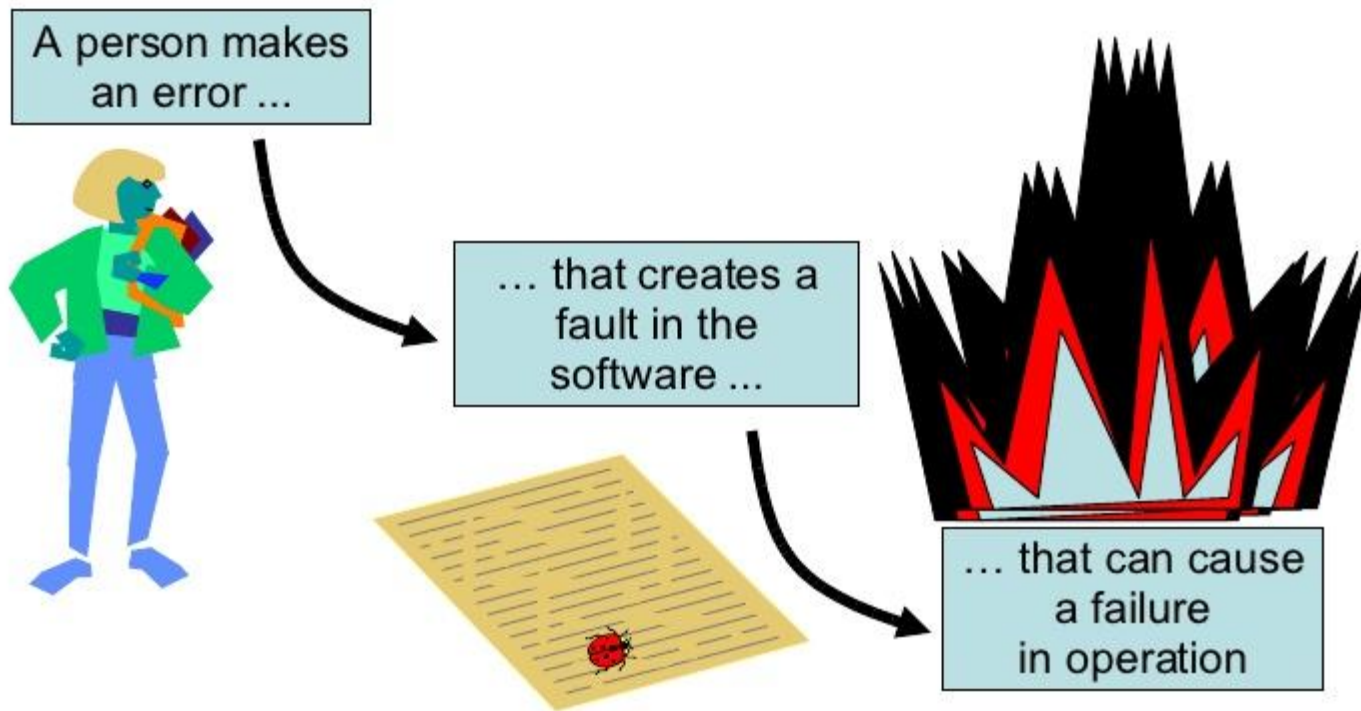 A person makes
an error ...
... that creates a
fault in the
software ...
... that can cause
a failure
in operation